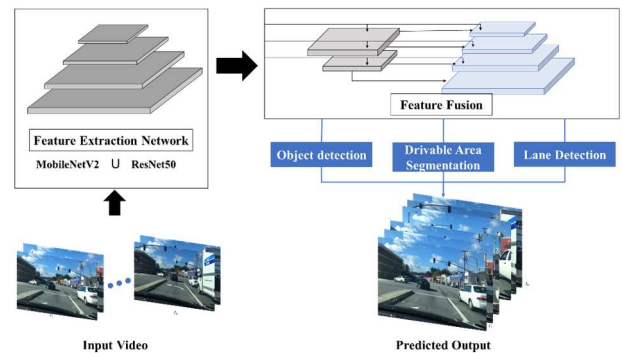 Feature Extraction Network
MobileNetV2 U ResNet50
Feature Fusion
Object detection
Drivable Area
Segmentation
Lane Detection
Input Video
Predicted Output